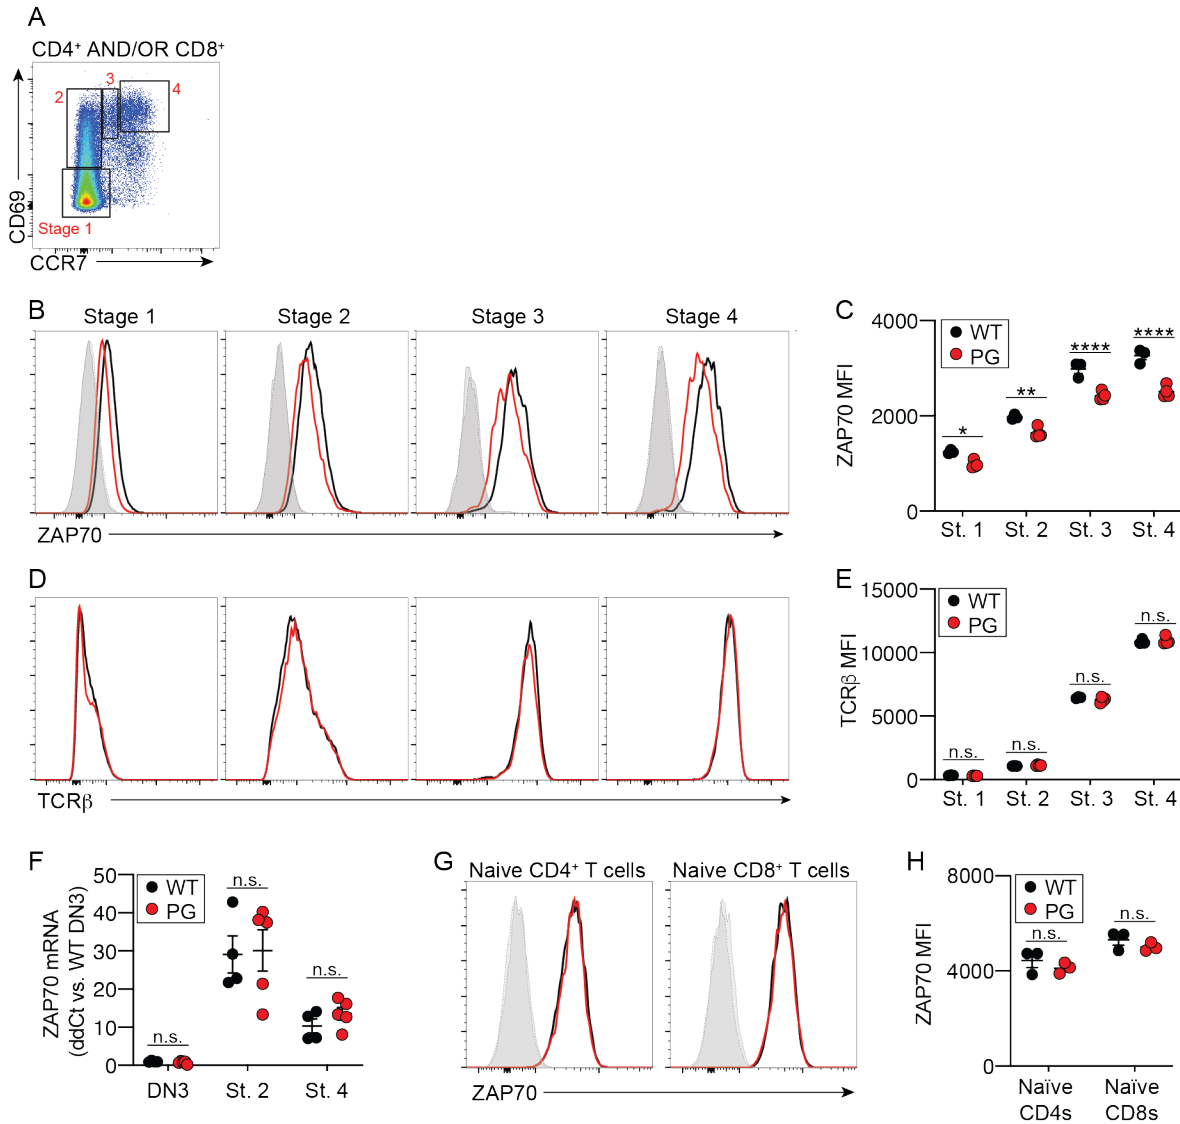 A
CD4+ AND/OR CD8+
3
2
4
Stage 1
CD69
CCR7
B
Stage 1
Stage 2
Stage 3
Stage 4
ZAP70
C
4000
2000
0
ZAP70 MFI
WT
PG
*
**
****
****
St. 1
St. 2
St. 3
St. 4
D
TCRβ
E
15000
10000
5000
0
TCRβ MFI
WT
PG
n.s.
n.s.
n.s.
n.s.
St. 1
St. 2
St. 3
St. 4
F
ZAP70 mRNA
(ddCt vs. WT DN3)
50
40
30
20
10
0
WT
PG
n.s.
n.s.
n.s.
DN3
St. 2
St. 4
G
Naive CD4+ T cells
Naive CD8+ T cells
ZAP70
H
8000
4000
0
ZAP70 MFI
WT
PG
n.s.
n.s.
Naïve
CD4s
Naïve
CD8s